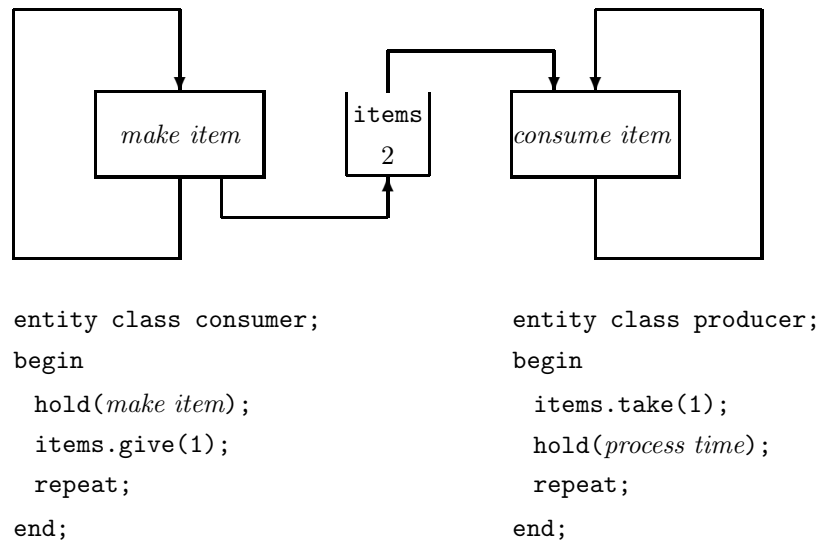 make item
items
2
consume item
entity class consumer;
begin
hold(make item);
items.give(1);
repeat;
end;
entity class producer;
begin
items.take(1);
hold(process time);
repeat;
end;